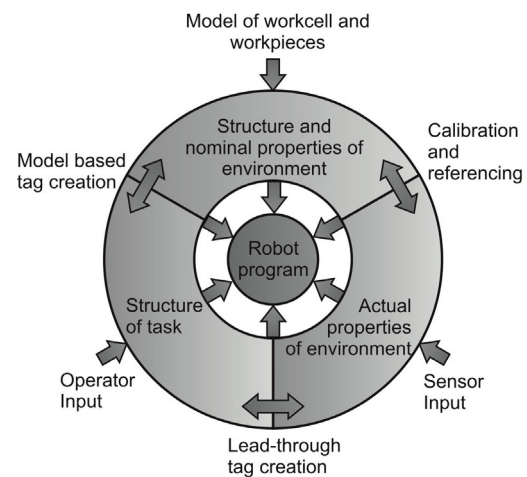 Model of workcell and
workpieces
Structure and
nominal properties of
environment
Calibration
and
referencing
Model based
tag creation
Robot
program
Structure
of task
Actual
properties
of environment
Operator
Input
Sensor
Input
Lead-through
tag creation